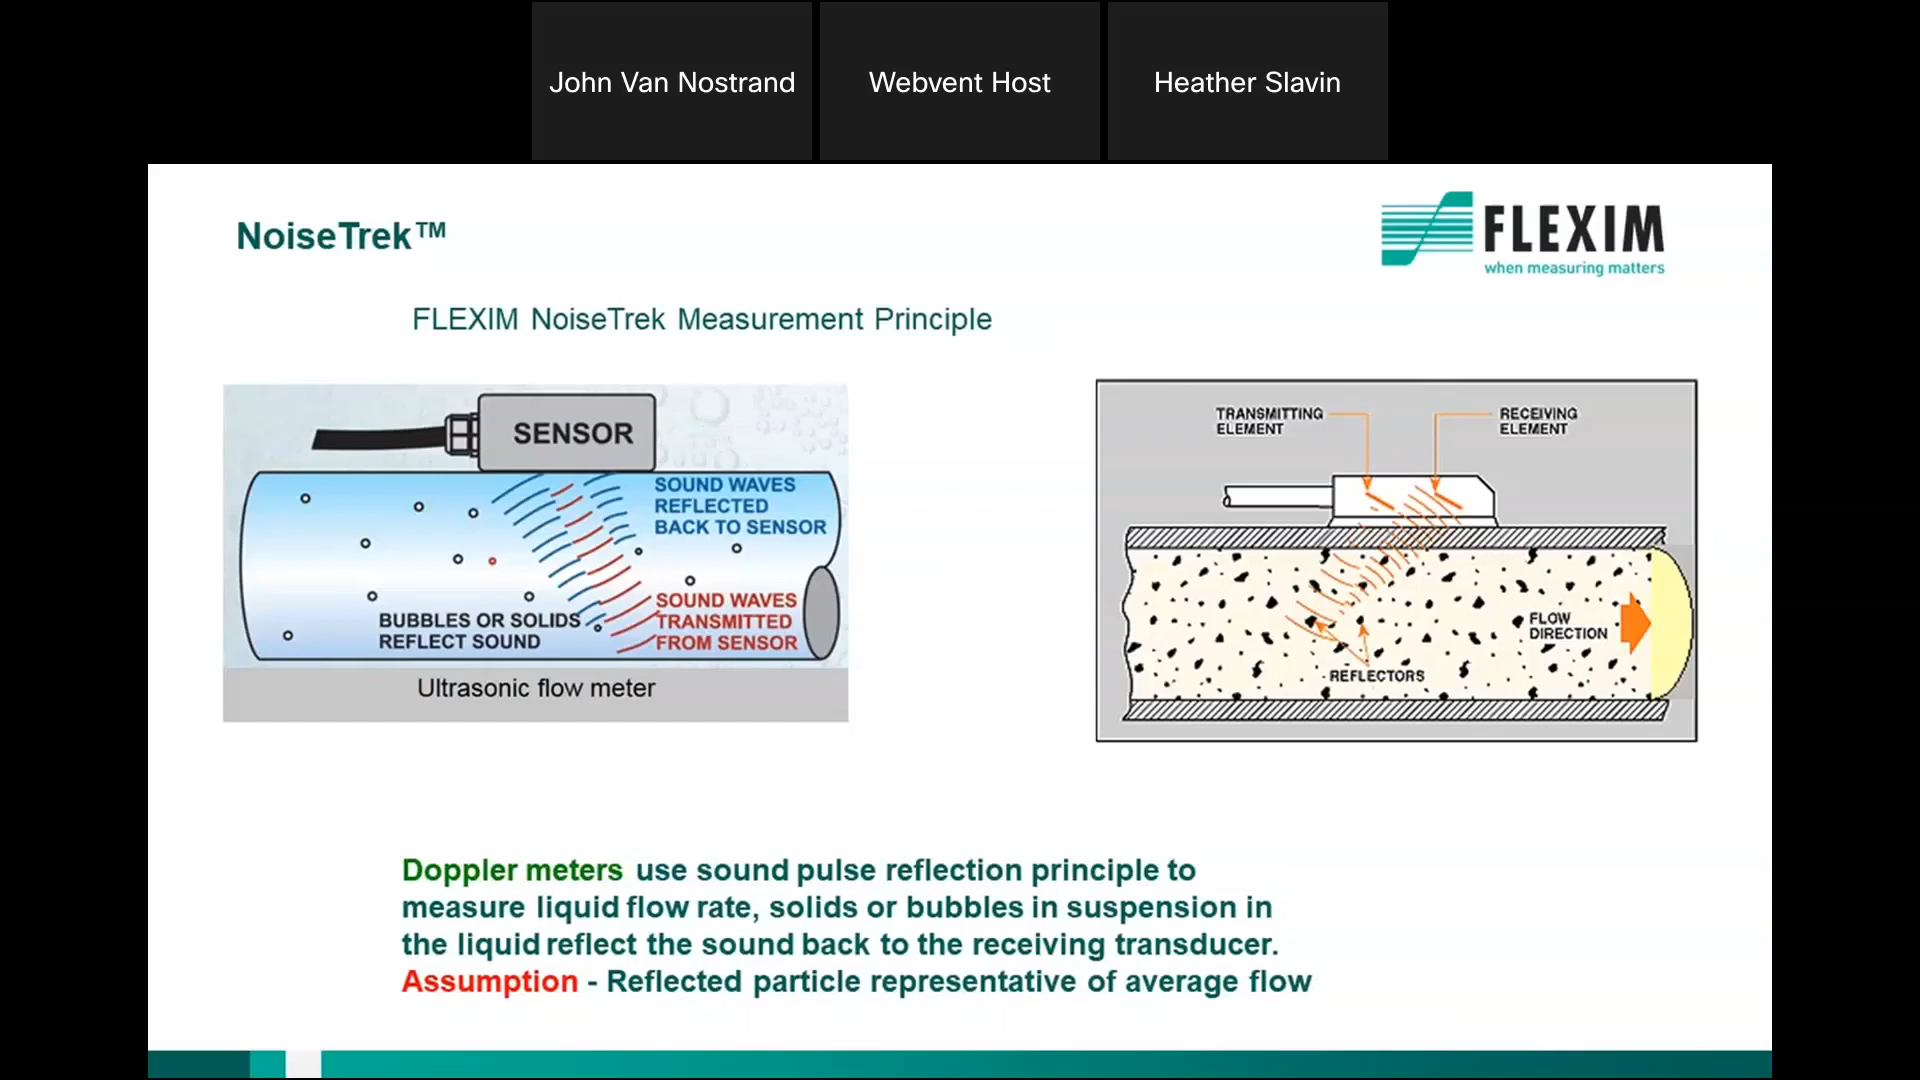 John Van Nostrand
Webvent Host
Heather Slavin
NoiseTrek™
FLEXIM
when measuring matters
FLEXIM NoiseTrek Measurement Principle
SENSOR
SOUND WAVES
REFLECTED
BACK TO SENSOR
BUBBLES OR SOLIDS
REFLECT SOUND
SOUND WAVES
TRANSMITTED
FROM SENSOR
Ultrasonic flow meter
TRANSMITTING
ELEMENT
RECEIVING
ELEMENT
FLOW
DIRECTION
REFLECTORS
Doppler meters use sound pulse reflection principle to
measure liquid flow rate, solids or bubbles in suspension in
the liquid reflect the sound back to the receiving transducer.
Assumption - Reflected particle representative of average flow